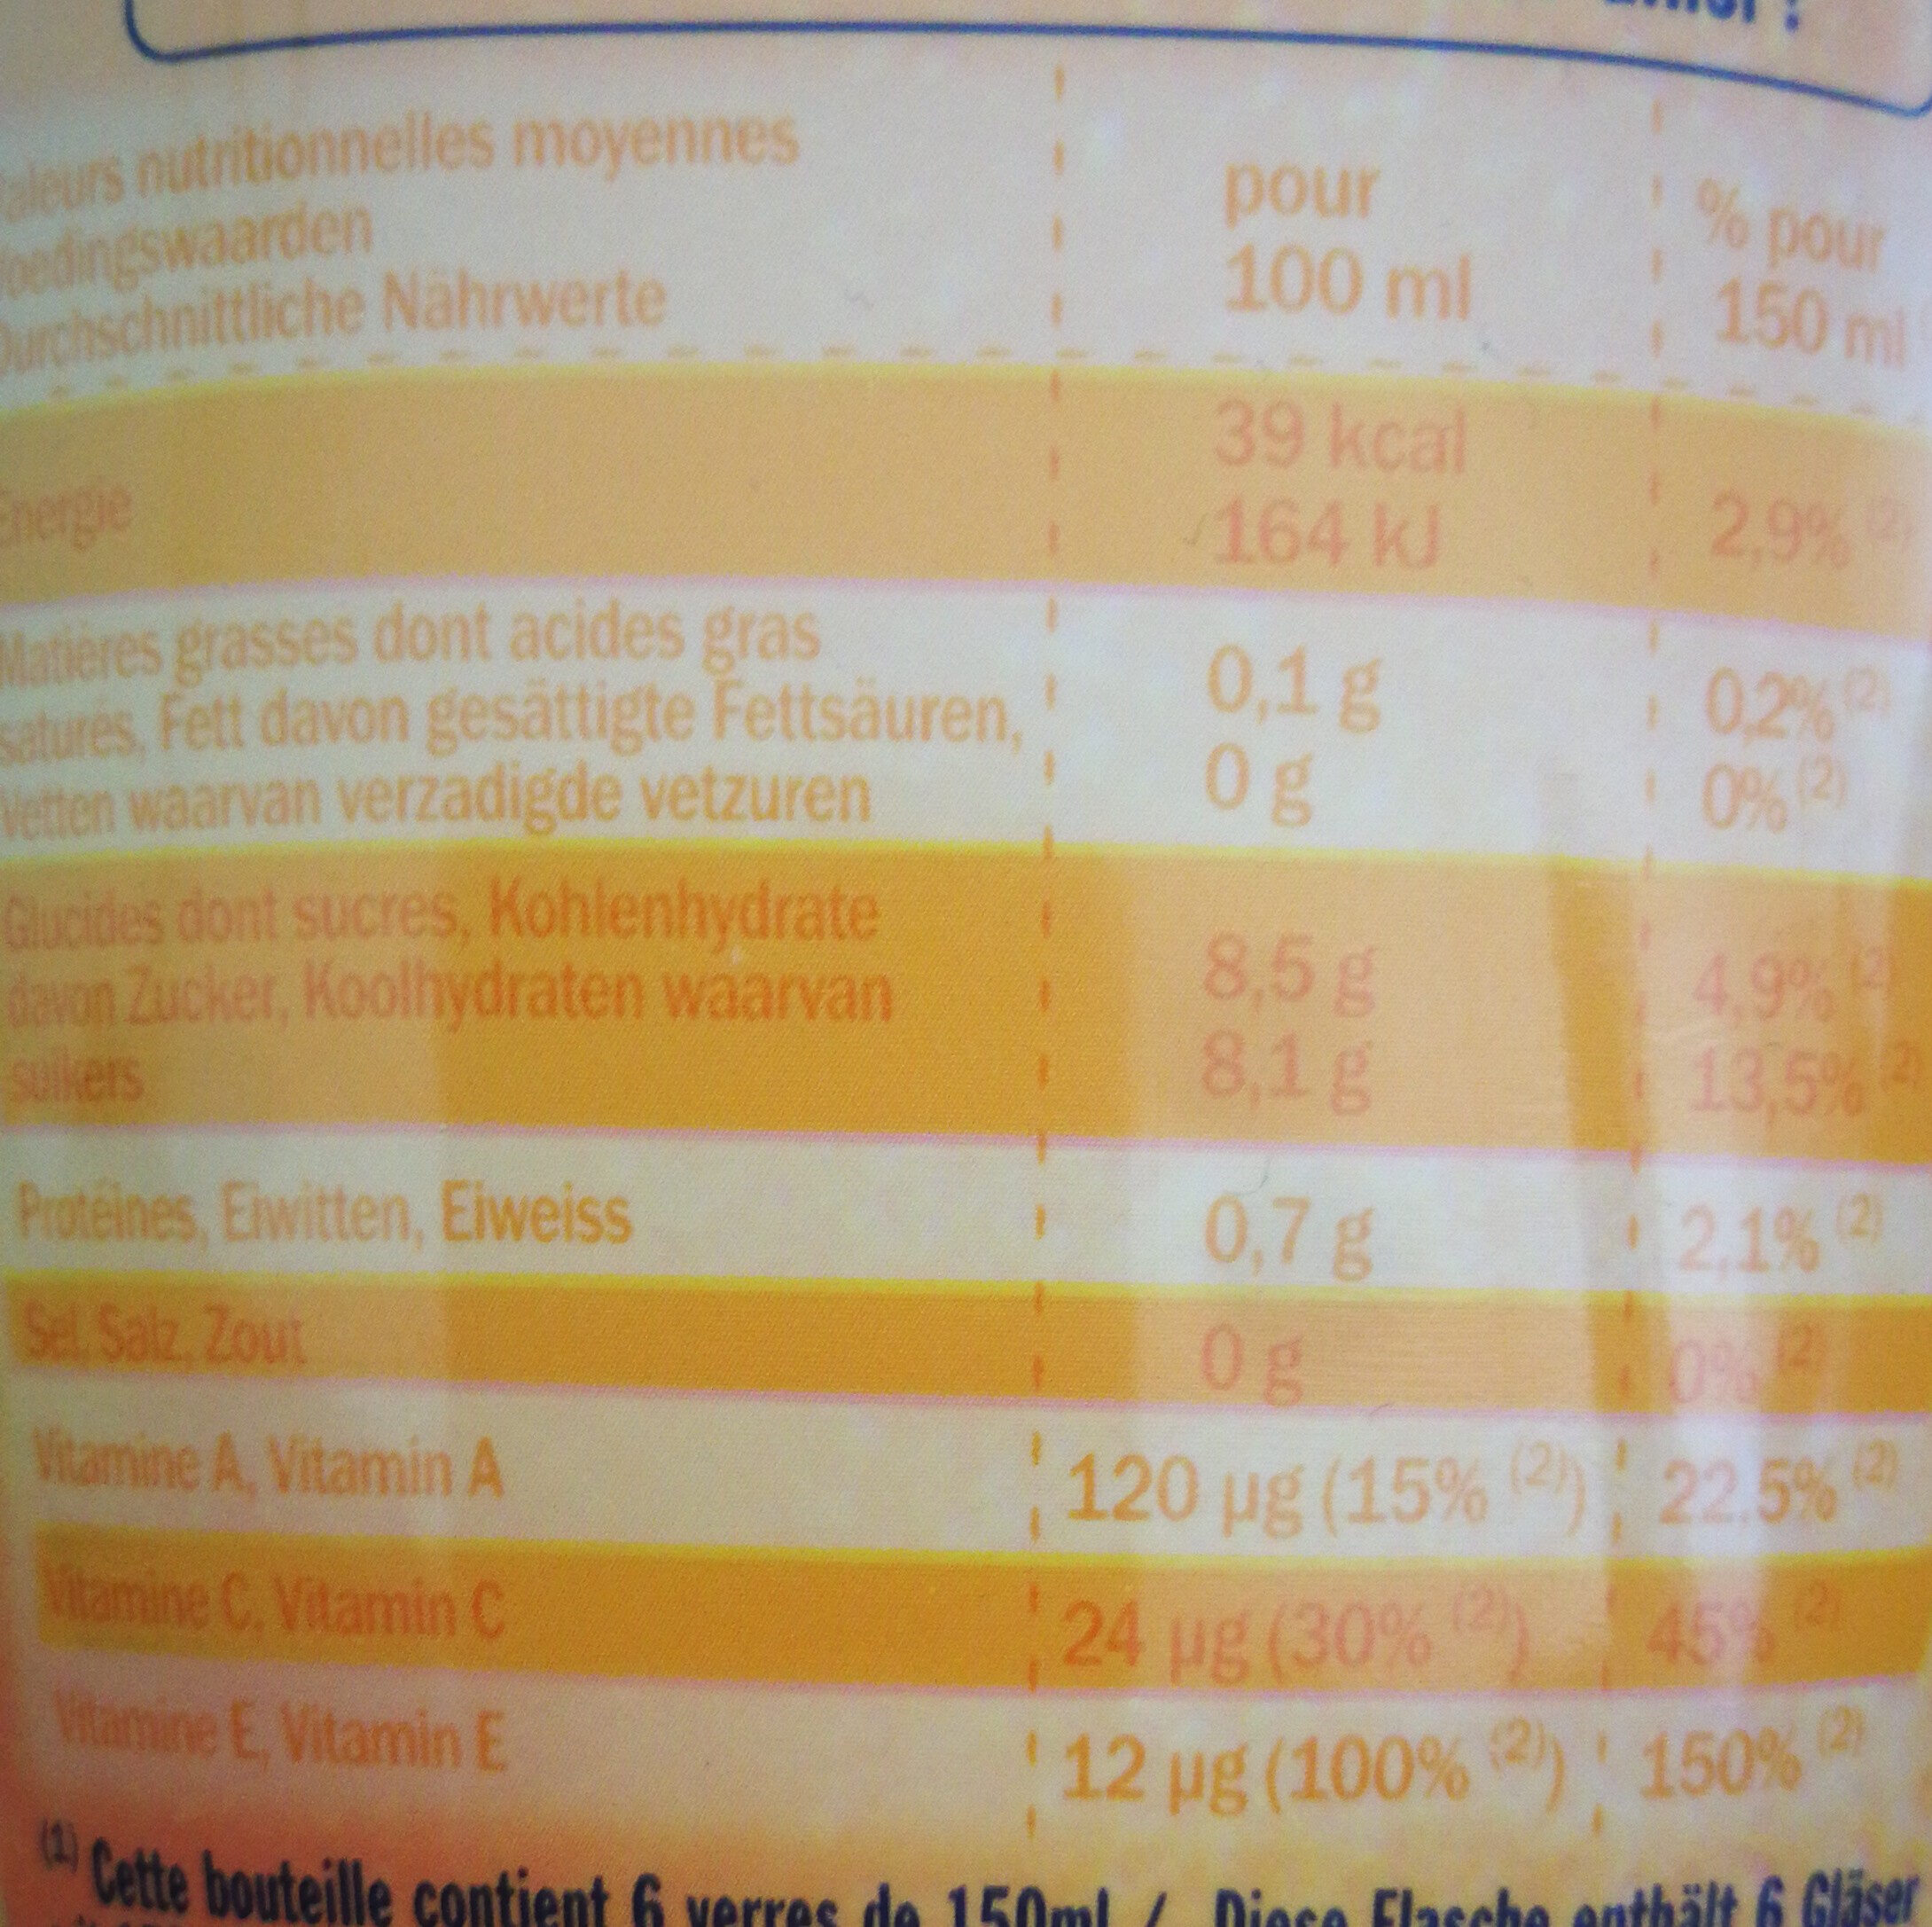 Valeurs nutritionnelles moyennes
Voedingswaarden
Durchschnittliche Nährwerte
pour
100 ml
% pour
150 ml
Energie
39 kcal
164 kJ
2,9% (2)
Matières grasses dont acides gras
saturés, Fett davon gesättigte Fettsäuren,
Vetten waarvan verzadigde vetzuren
0,1 g
0 g
0,2% (2)
0% (2)
Glucides dont sucres, Kohlenhydrate
davon Zucker, Koolhydraten waarvan
suikers
8,5 g
8,1 g
4,9% (2)
13,5% (2)
Protéines, Eiwitten, Eiweiss
0,7 g
2,1% (2)
Sel, Salz, Zout
0 g
0% (2)
Vitamine A, Vitamin A
120 µg (15% (2))
22.5% (2)
Vitamine C, Vitamin C
24 µg (30% (2))
45% (2)
Vitamine E, Vitamin E
12 µg (100% (2))
150% (2)
(1) Cette bouteille contient 6 verres de 150ml / Diese Flasche enthält 6 Gläser